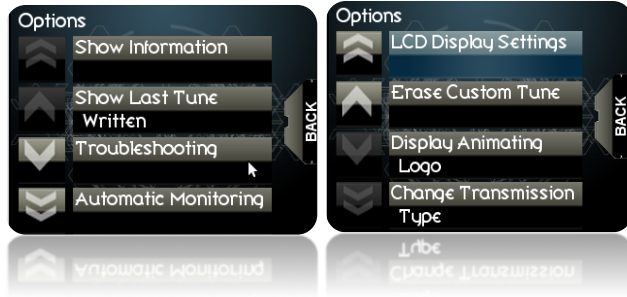 Options
Show Information
Show Last Tune
Written
Troubleshooting
Automatic Monitoring
BACK
Options
LCD Display Settings
Erase Custom Tune
Display Animating
Logo
Change Transmission
Type
BACK